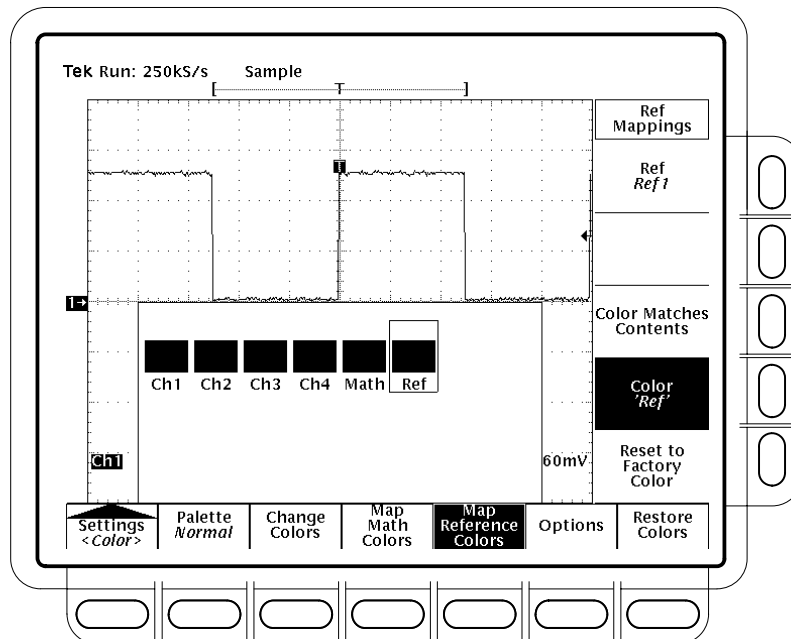 Tek Run: 250kS/s Sample
[ T ]
Ref
Mappings
Ref
Ref 1
T
1→
Color Matches
Contents
Ch1 Ch2 Ch3 Ch4 Math Ref
Color
'Ref'
Ch1
60mV
Reset to
Factory
Color
Settings
<Color>
Palette
Normal
Change
Colors
Map
Math
Colors
Map
Reference
Colors
Options
Restore
Colors